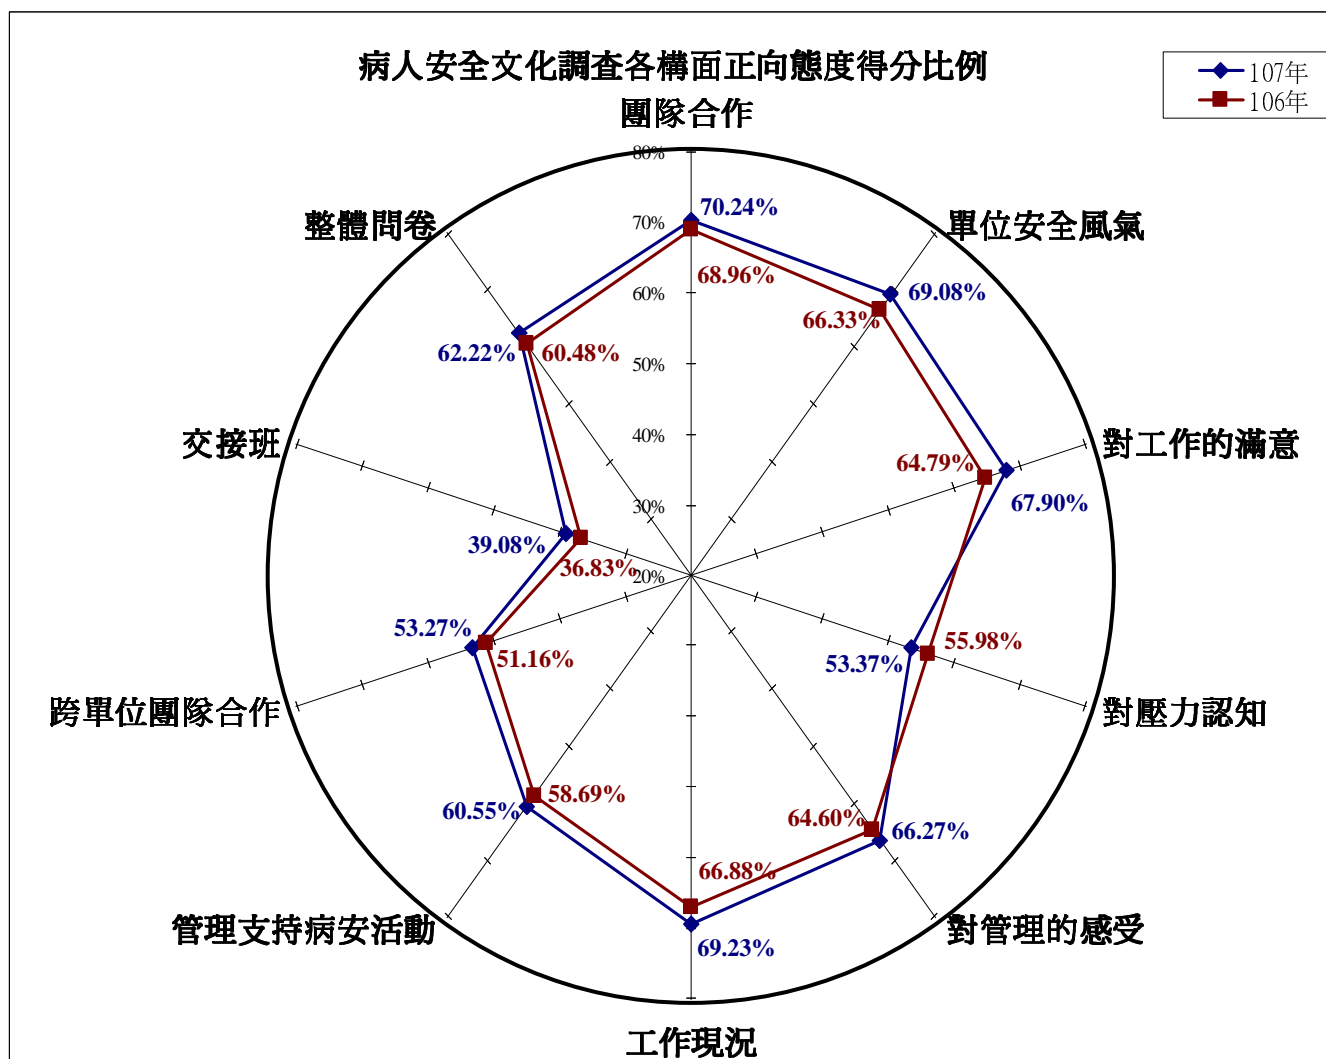 病人安全文化調查各構面正向態度得分比例
107年
106年
團隊合作
80%
70.24%
整體問卷
70%
單位安全風氣
68.96%
60%
69.08%
66.33%
62.22%
60.48%
50%
交接班
40%
對工作的滿意
64.79%
67.90%
30%
39.08%
36.83%
20%
53.27%
51.16%
55.98%
53.37%
跨單位團隊合作
對壓力認知
58.69%
60.55%
64.60%
66.27%
66.88%
管理支持病安活動
69.23%
對管理的感受
工作現況